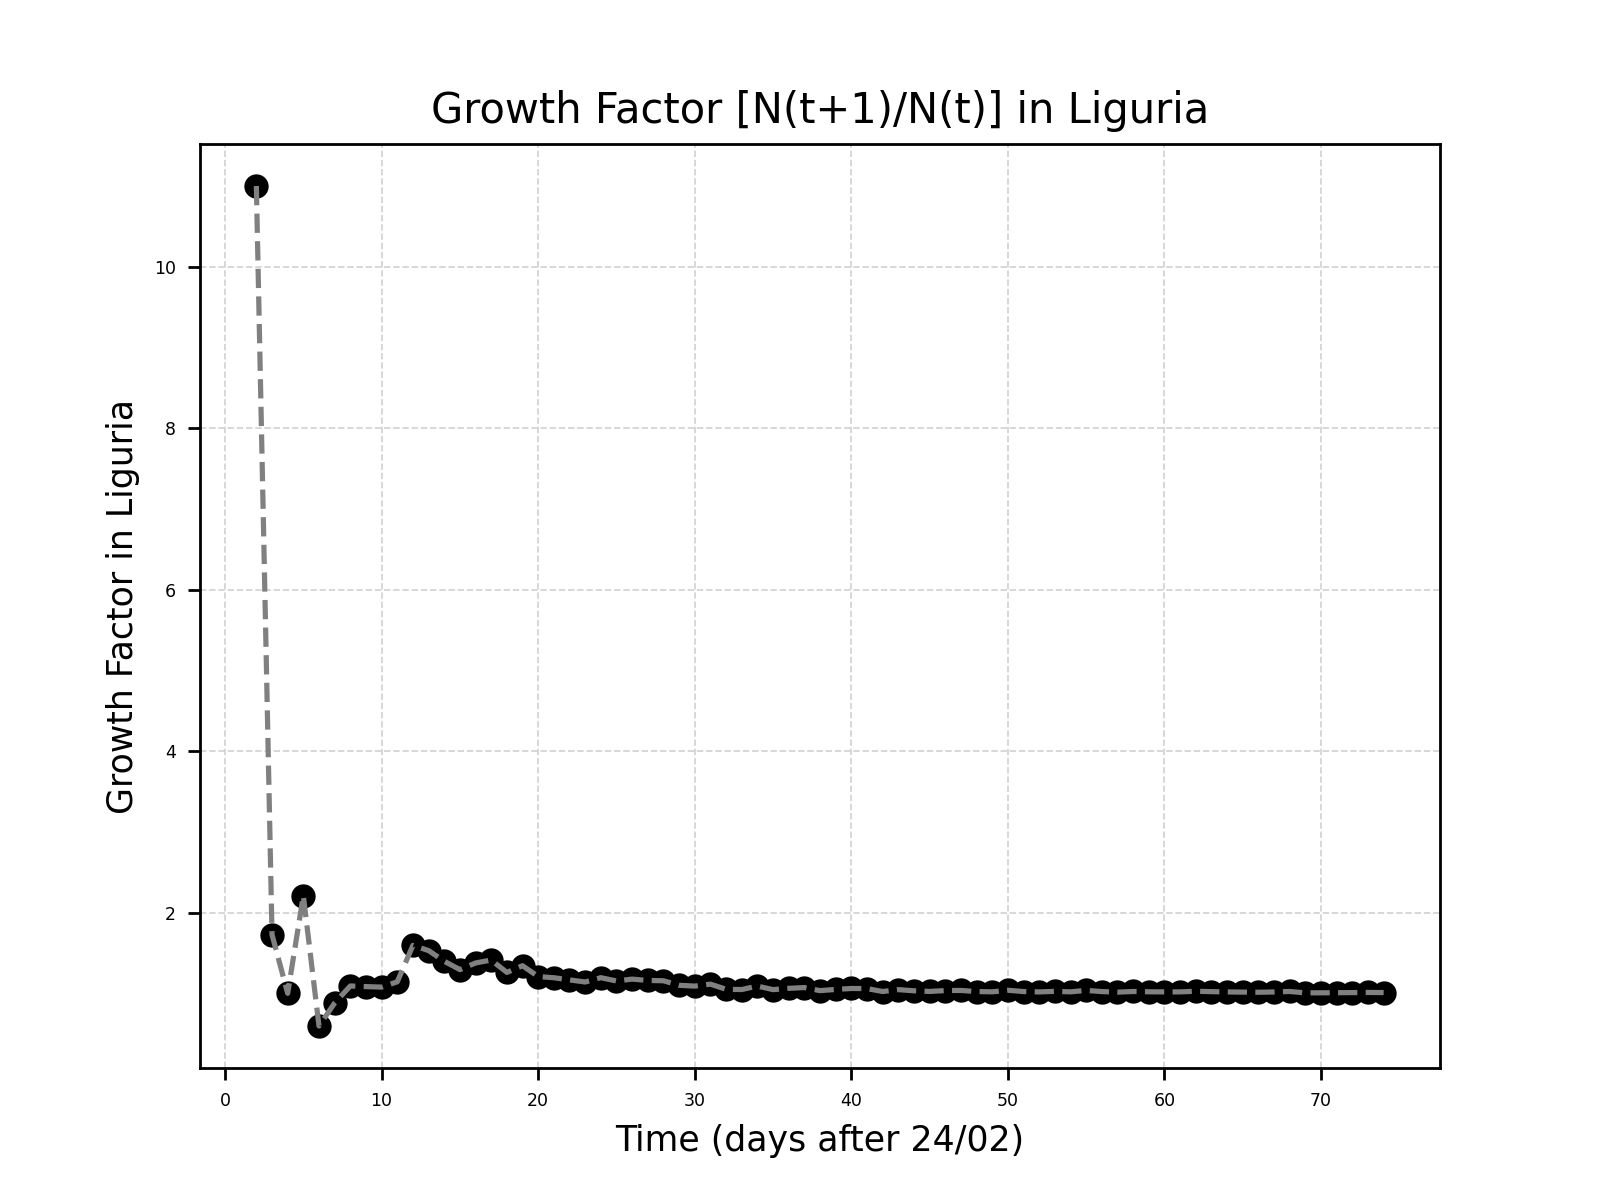 Growth Factor [N(t+1)/N(t)] in Liguria
Growth Factor in Liguria
10
8
6
4
2
0 10 20 30 40 50 60 70
Time (days after 24/02)